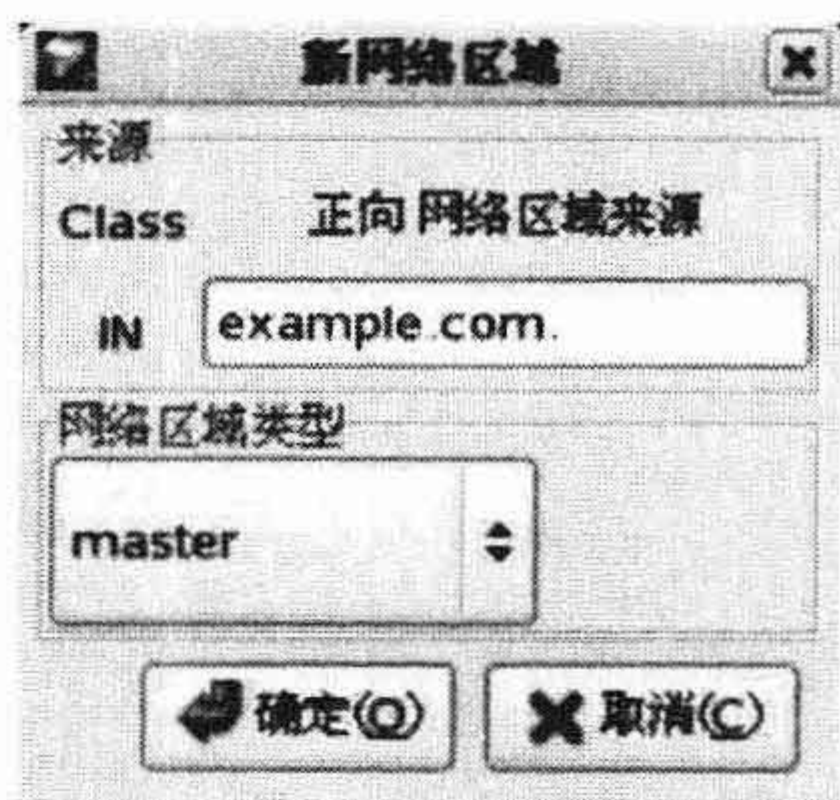 新网络区域
来源
Class 正向 网络区域来源
IN example.com.
网络区域类型
master
确定(O) 取消(C)